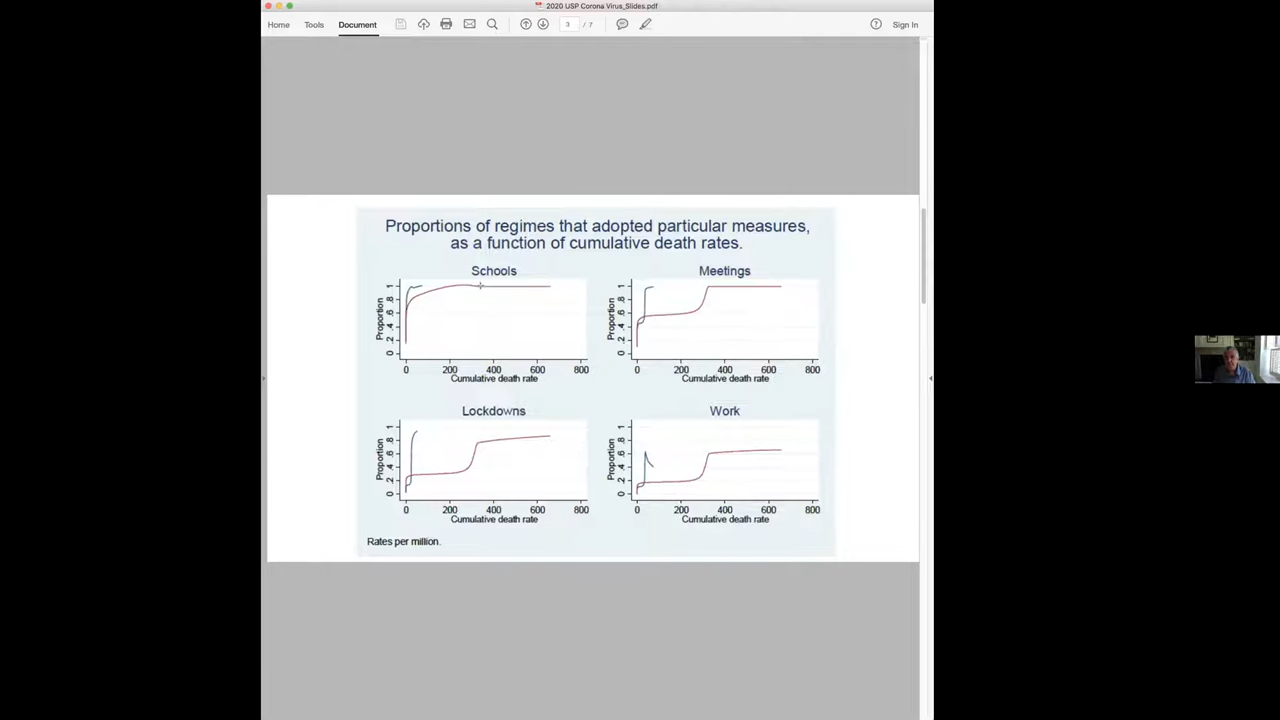 2020 USP Corona Virus_Slides.pdf
Home Tools Document 3 / 7 Sign In
Proportions of regimes that adopted particular measures,
as a function of cumulative death rates.
Schools
Proportion
0 .2 .4 .6 .8 1
0 200 400 600 800
Cumulative death rate
Meetings
Proportion
0 .2 .4 .6 .8 1
0 200 400 600 800
Cumulative death rate
Lockdowns
Proportion
0 .2 .4 .6 .8 1
0 200 400 600 800
Cumulative death rate
Work
Proportion
0 .2 .4 .6 .8 1
0 200 400 600 800
Cumulative death rate
Rates per million.